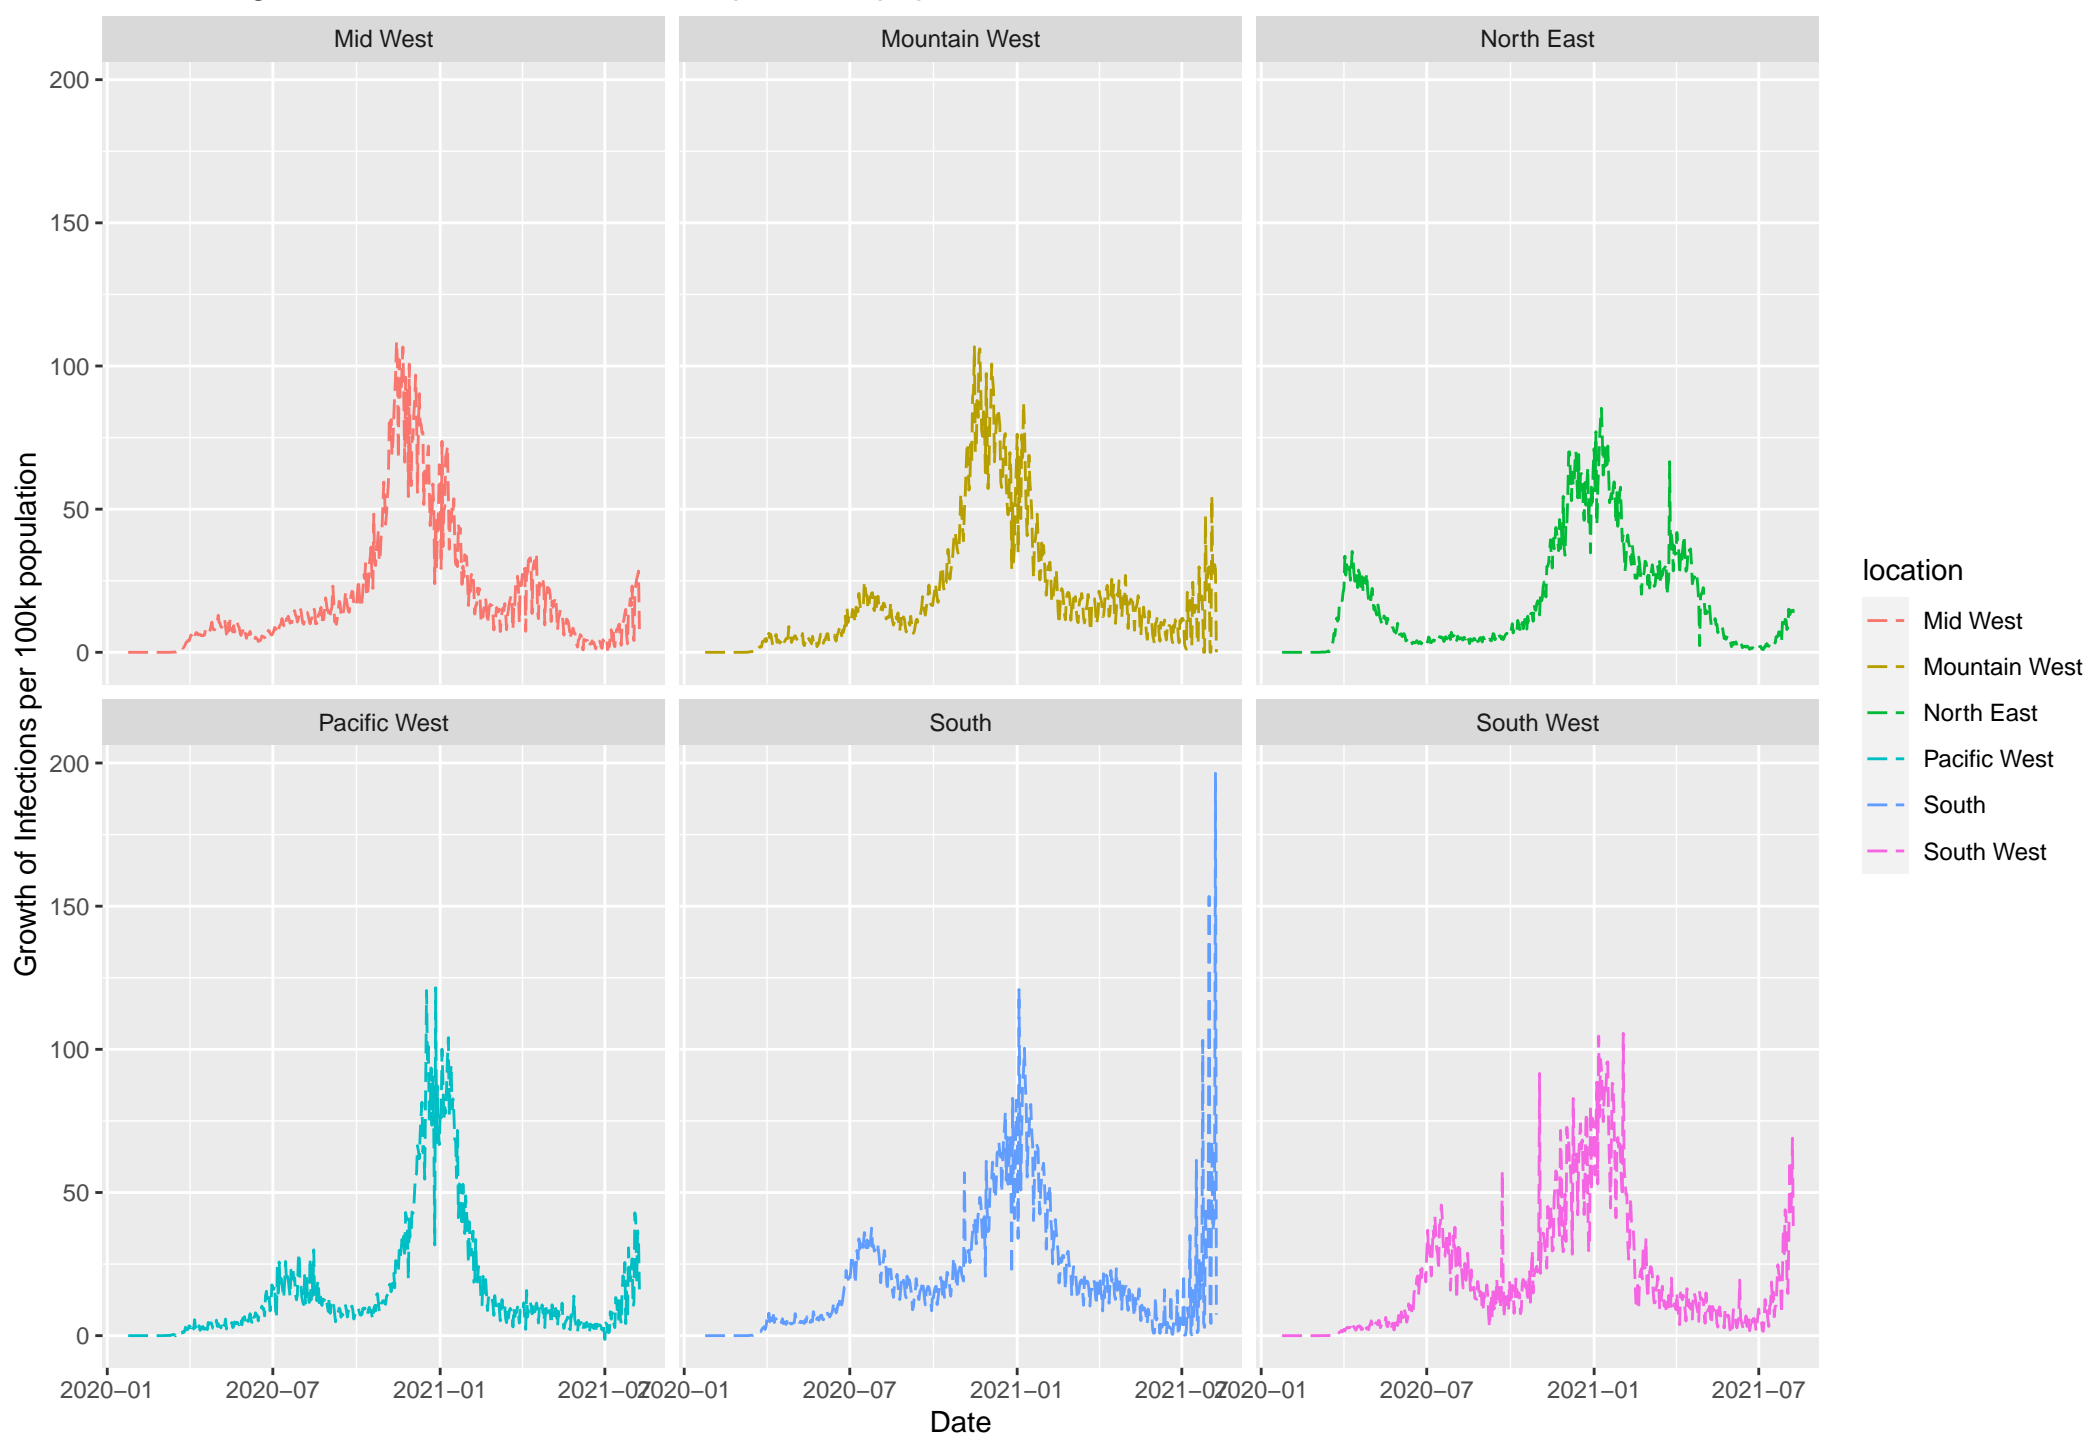 Mid West
Mountain West
North East
200
150
100
50
0
Pacific West
South
South West
200
150
100
50
0
2020–01
2020–07
2021–01
2021–07
2020–01
2020–07
2021–01
2021–07
2020–01
2020–07
2021–01
2021–07
Date
Growth of Infections per 100k population
location
Mid West
Mountain West
North East
Pacific West
South
South West